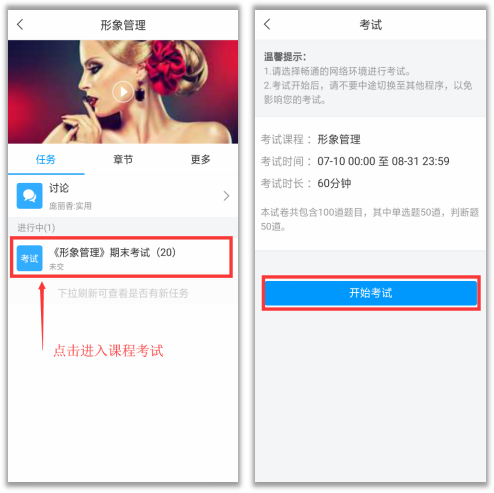 形象管理
任务
章节
更多
讨论
庞丽香:实用
进行中(1)
考试
《形象管理》期末考试（20）
未交
下拉刷新可查看是否有新任务
点击进入课程考试
考试
温馨提示：
1.请选择畅通的网络环境进行考试。
2.考试开始后，请不要中途切换至其他程序，以免
影响您的考试。
考试课程 ： 形象管理
考试时间 ： 07-10 00:00 至 08-31 23:59
考试时长 ： 60分钟
本试卷共包含100道题目，其中单选题50道，判断题
50道。
开始考试